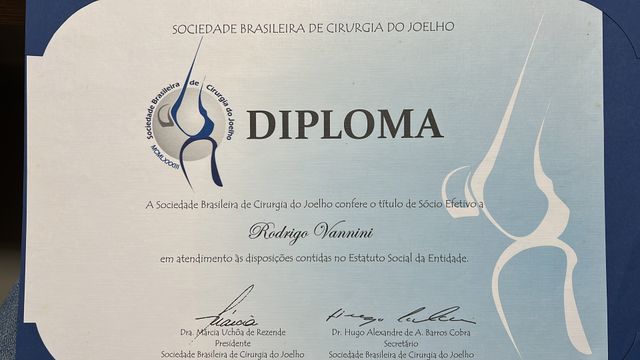 SOCIEDADE BRASILEIRA DE CIRURGIA DO JOELHO
Sociedade Brasileira de Cirurgia do Joelho
MCMLXXXIII
DIPLOMA
A Sociedade Brasileira de Cirurgia do Joelho confere o título de Sócio Efetivo a
Rodrigo Vannini
em atendimento às disposições contidas no Estatuto Social da Entidade.
Márcia
Dra. Márcia Uchôa de Rezende
Presidente
Sociedade Brasileira de Cirurgia do Joelho
Dr. Hugo Alexandre de A. Barros Cobra
Secretário
Sociedade Brasileira de Cirurgia do Joelho